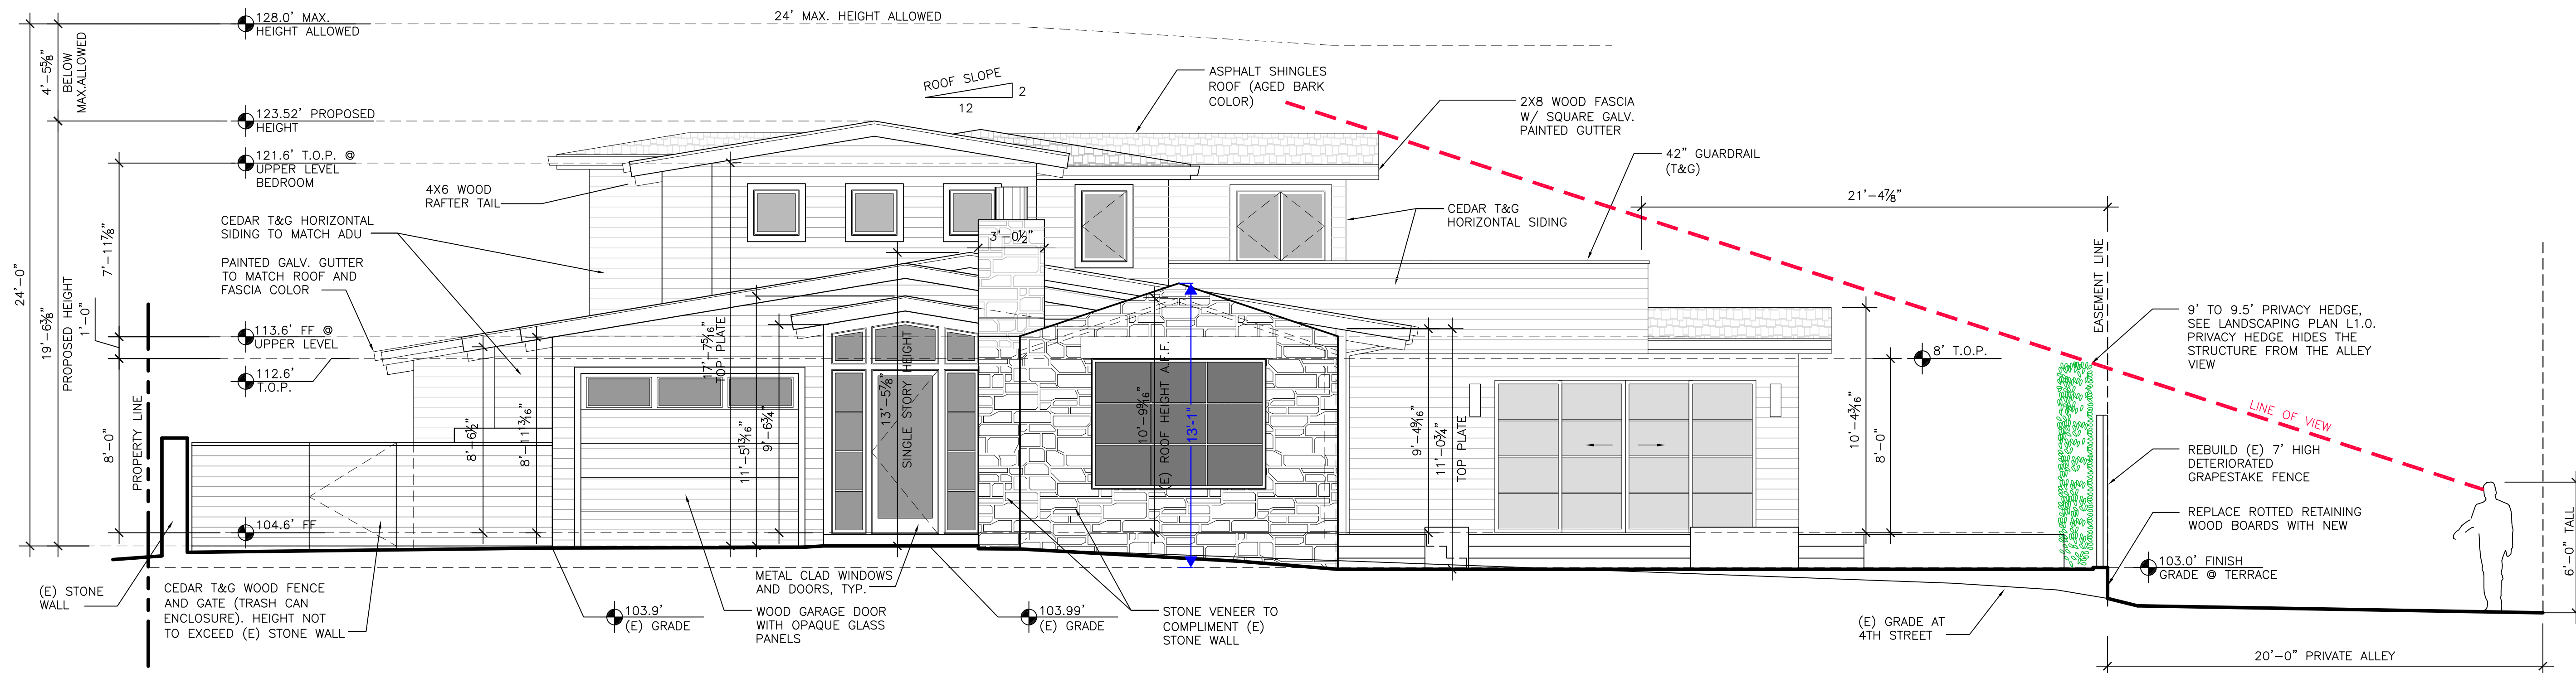 128.0' MAX.
HEIGHT ALLOWED
24' MAX. HEIGHT ALLOWED
4'-5⅝"
BELOW
MAX.ALLOWED
123.52' PROPOSED
HEIGHT
121.6' T.O.P. @
UPPER LEVEL
BEDROOM
ROOF SLOPE
2
12
ASPHALT SHINGLES
ROOF (AGED BARK
COLOR)
2X8 WOOD FASCIA
W/ SQUARE GALV.
PAINTED GUTTER
42" GUARDRAIL
(T&G)
21'-4⅞"
4X6 WOOD
RAFTER TAIL
CEDAR T&G HORIZONTAL
SIDING TO MATCH ADU
PAINTED GALV. GUTTER
TO MATCH ROOF AND
FASCIA COLOR
CEDAR T&G
HORIZONTAL SIDING
3'-0½"
24'-0"
19'-6⅜"
PROPOSED HEIGHT
7'-11⅞"
1'-0"
8'-0"
113.6' FF @
UPPER LEVEL
112.6'
T.O.P.
PROPERTY LINE
104.6' FF
8'-6½"
8'-11 3/16"
17'-7 5/16"
TOP PLATE
11'-5 13/16"
9'-6¾"
13'-5⅞"
SINGLE STORY HEIGHT
10'-9 9/16"
(E) ROOF HEIGHT A.F.F.
13'-1"
9'-4 9/16"
11'-0¾"
TOP PLATE
10'-4 3/16"
8'-0"
8' T.O.P.
EASEMENT LINE
9' TO 9.5' PRIVACY HEDGE,
SEE LANDSCAPING PLAN L1.0.
PRIVACY HEDGE HIDES THE
STRUCTURE FROM THE ALLEY
VIEW
LINE OF VIEW
REBUILD (E) 7' HIGH
DETERIORATED
GRAPESTAKE FENCE
REPLACE ROTTED RETAINING
WOOD BOARDS WITH NEW
6'-0" TALL
103.0' FINISH
GRADE @ TERRACE
(E) STONE
WALL
CEDAR T&G WOOD FENCE
AND GATE (TRASH CAN
ENCLOSURE). HEIGHT NOT
TO EXCEED (E) STONE WALL
103.9'
(E) GRADE
METAL CLAD WINDOWS
AND DOORS, TYP.
WOOD GARAGE DOOR
WITH OPAQUE GLASS
PANELS
103.99'
(E) GRADE
STONE VENEER TO
COMPLIMENT (E)
STONE WALL
(E) GRADE AT
4TH STREET
20'-0" PRIVATE ALLEY